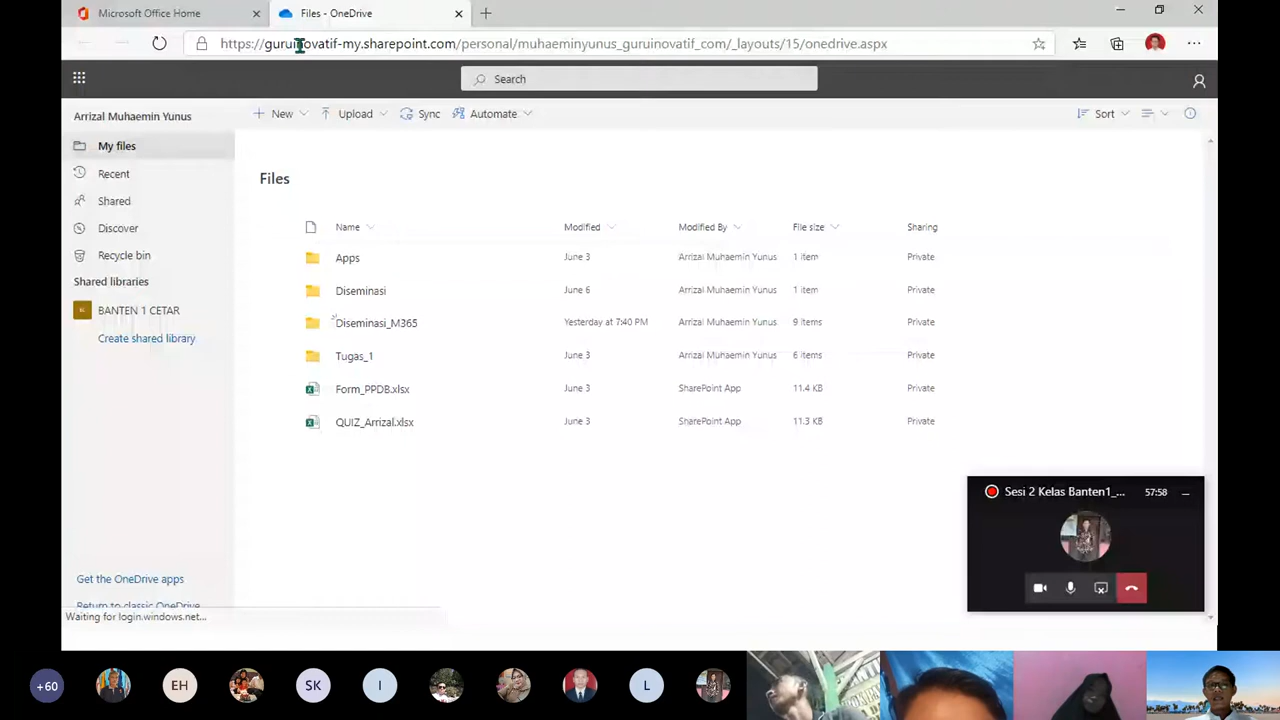 Microsoft Office Home
Files - OneDrive
https://guruinovatif-my.sharepoint.com/personal/muhaeminyunus_guruinovatif_com/_layouts/15/onedrive.aspx
Search
Arrizal Muhaemin Yunus
New
Upload
Sync
Automate
Sort
My files
Recent
Shared
Discover
Recycle bin
Shared libraries
BANTEN 1 CETAR
Create shared library
Get the OneDrive apps
Return to classic OneDrive
Waiting for login.windows.net...
Files
Name Modified Modified By File size Sharing
Apps June 3 Arrizal Muhaemin Yunus 1 item Private
Diseminasi June 6 Arrizal Muhaemin Yunus 1 item Private
Diseminasi_M365 Yesterday at 7:40 PM Arrizal Muhaemin Yunus 9 items Private
Tugas_1 June 3 Arrizal Muhaemin Yunus 6 items Private
Form_PPDB.xlsx June 3 SharePoint App 11.4 KB Private
QUIZ_Arrizal.xlsx June 3 SharePoint App 11.3 KB Private
Sesi 2 Kelas Banten1_... 57:58
+60
EH
SK
I
L